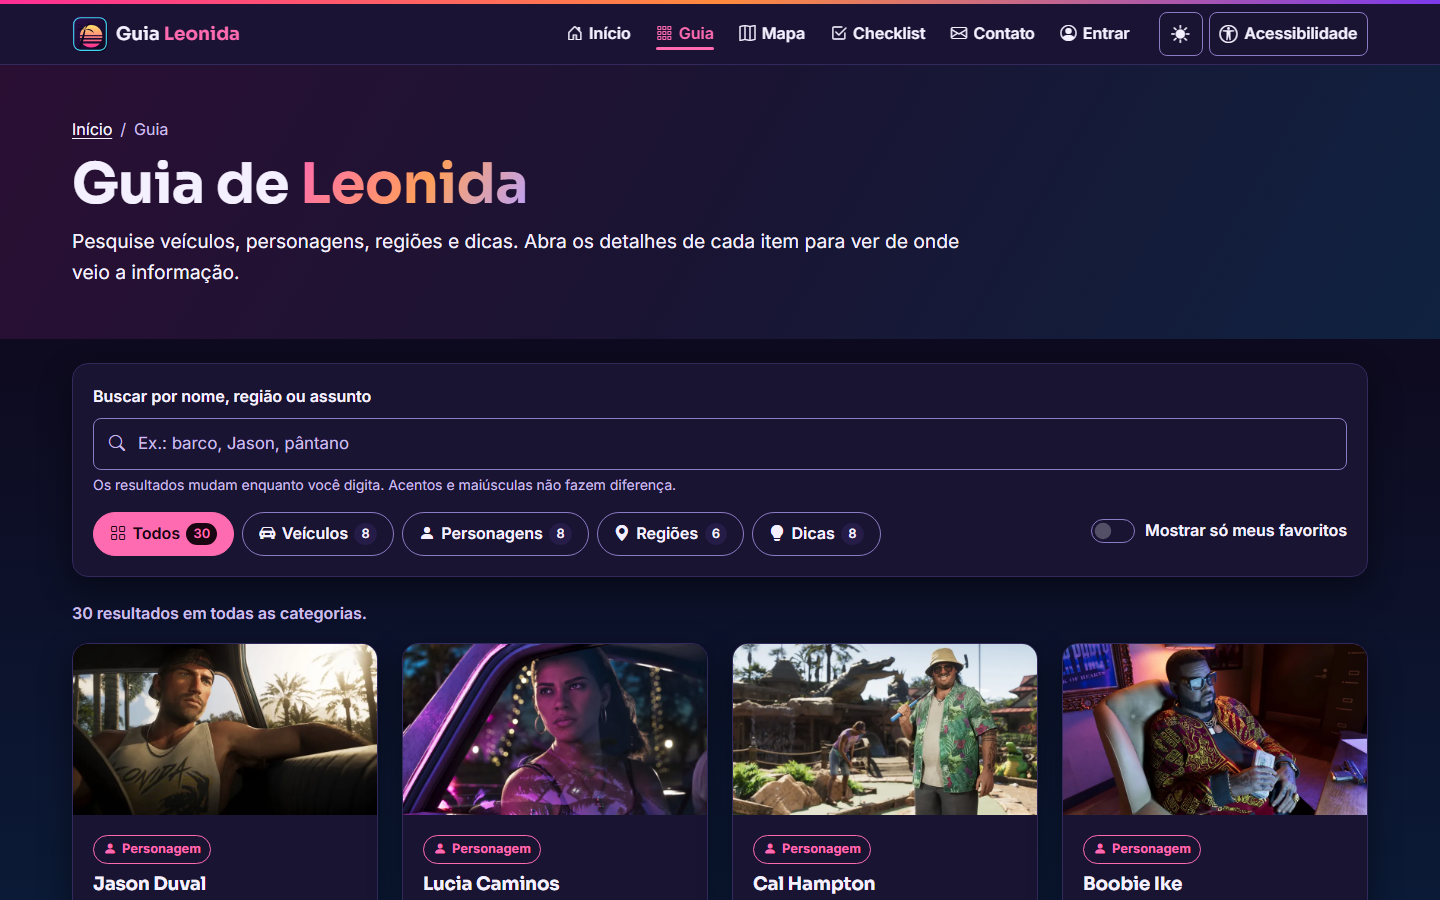 Guia Leonida
Início
Guia
Mapa
Checklist
Contato
Entrar
Acessibilidade
Início / Guia
Guia de Leonida
Pesquise veículos, personagens, regiões e dicas. Abra os detalhes de cada item para ver de onde
veio a informação.
Buscar por nome, região ou assunto
Ex.: barco, Jason, pântano
Os resultados mudam enquanto você digita. Acentos e maiúsculas não fazem diferença.
Todos 30
Veículos 8
Personagens 8
Regiões 6
Dicas 8
Mostrar só meus favoritos
30 resultados em todas as categorias.
Personagem
Jason Duval
Personagem
Lucia Caminos
Personagem
Cal Hampton
Personagem
Boobie Ike